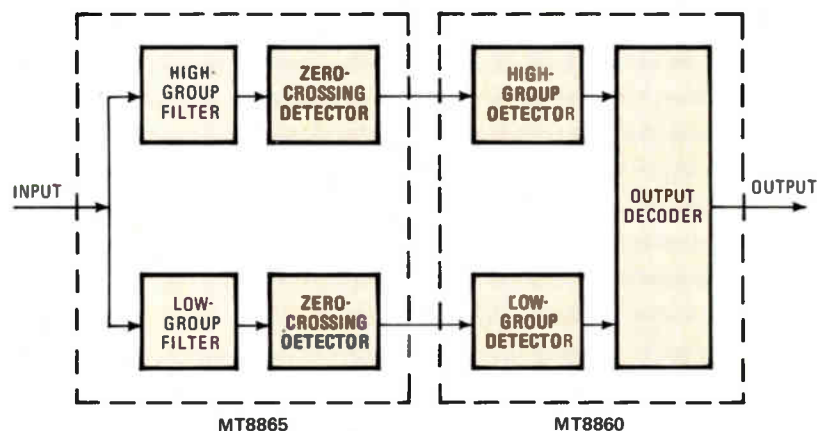 HIGH-
GROUP
FILTER
ZERO-
CROSSING
DETECTOR
HIGH-
GROUP
DETECTOR
INPUT
OUTPUT
DECODER
OUTPUT
LOW-
GROUP
FILTER
ZERO-
CROSSING
DETECTOR
LOW-
GROUP
DETECTOR
MT8865
MT8860